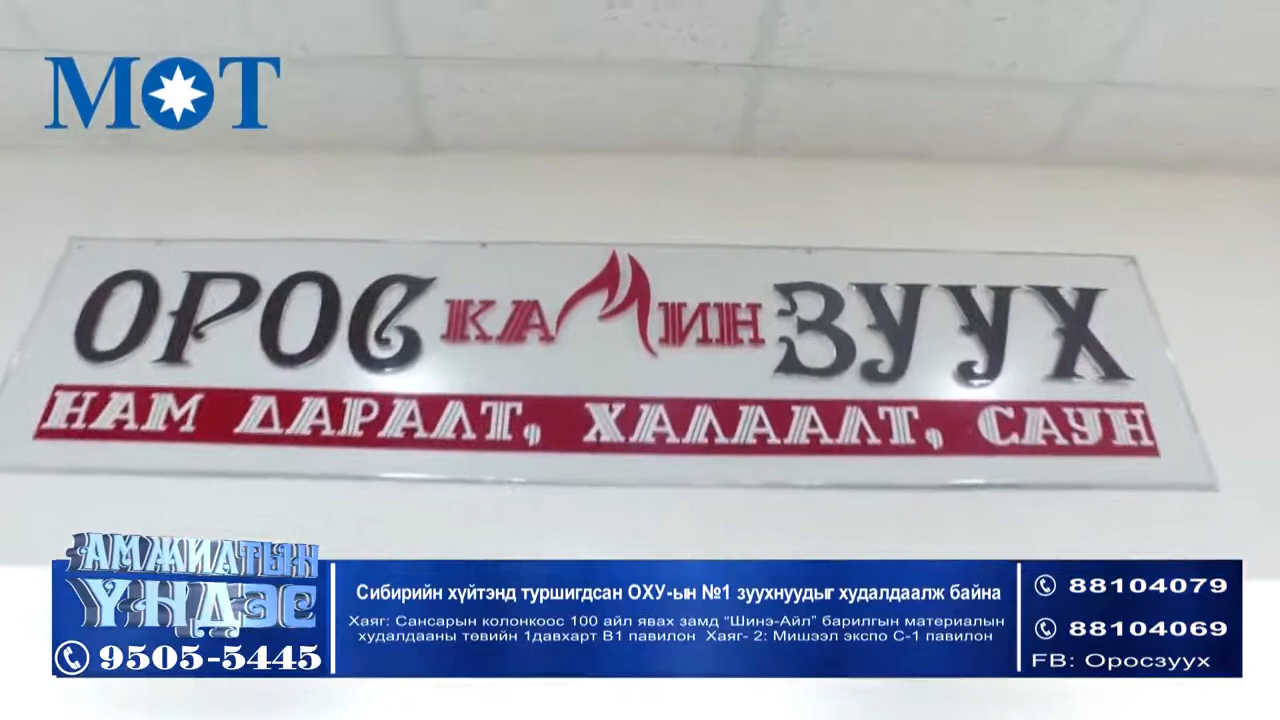 МОТ
ОРОС КАМИН ЗУУХ
НАМ ДАРАЛТ, ХАЛААЛТ, САУН
АМЖИЛТЫН
ҮНДЭС
9505-5445
Сибирийн хүйтэнд туршигдсан ОХУ-ын №1 зуухнуудыг худалдаалж байна
Хаяг: Сансарын колонкоос 100 айл явах замд "Шинэ-Айл" барилгын материалын
худалдааны төвийн 1давхарт В1 павилон Хаяг- 2: Мишээл экспо С-1 павилон
88104079
88104069
FB: Оросзуух